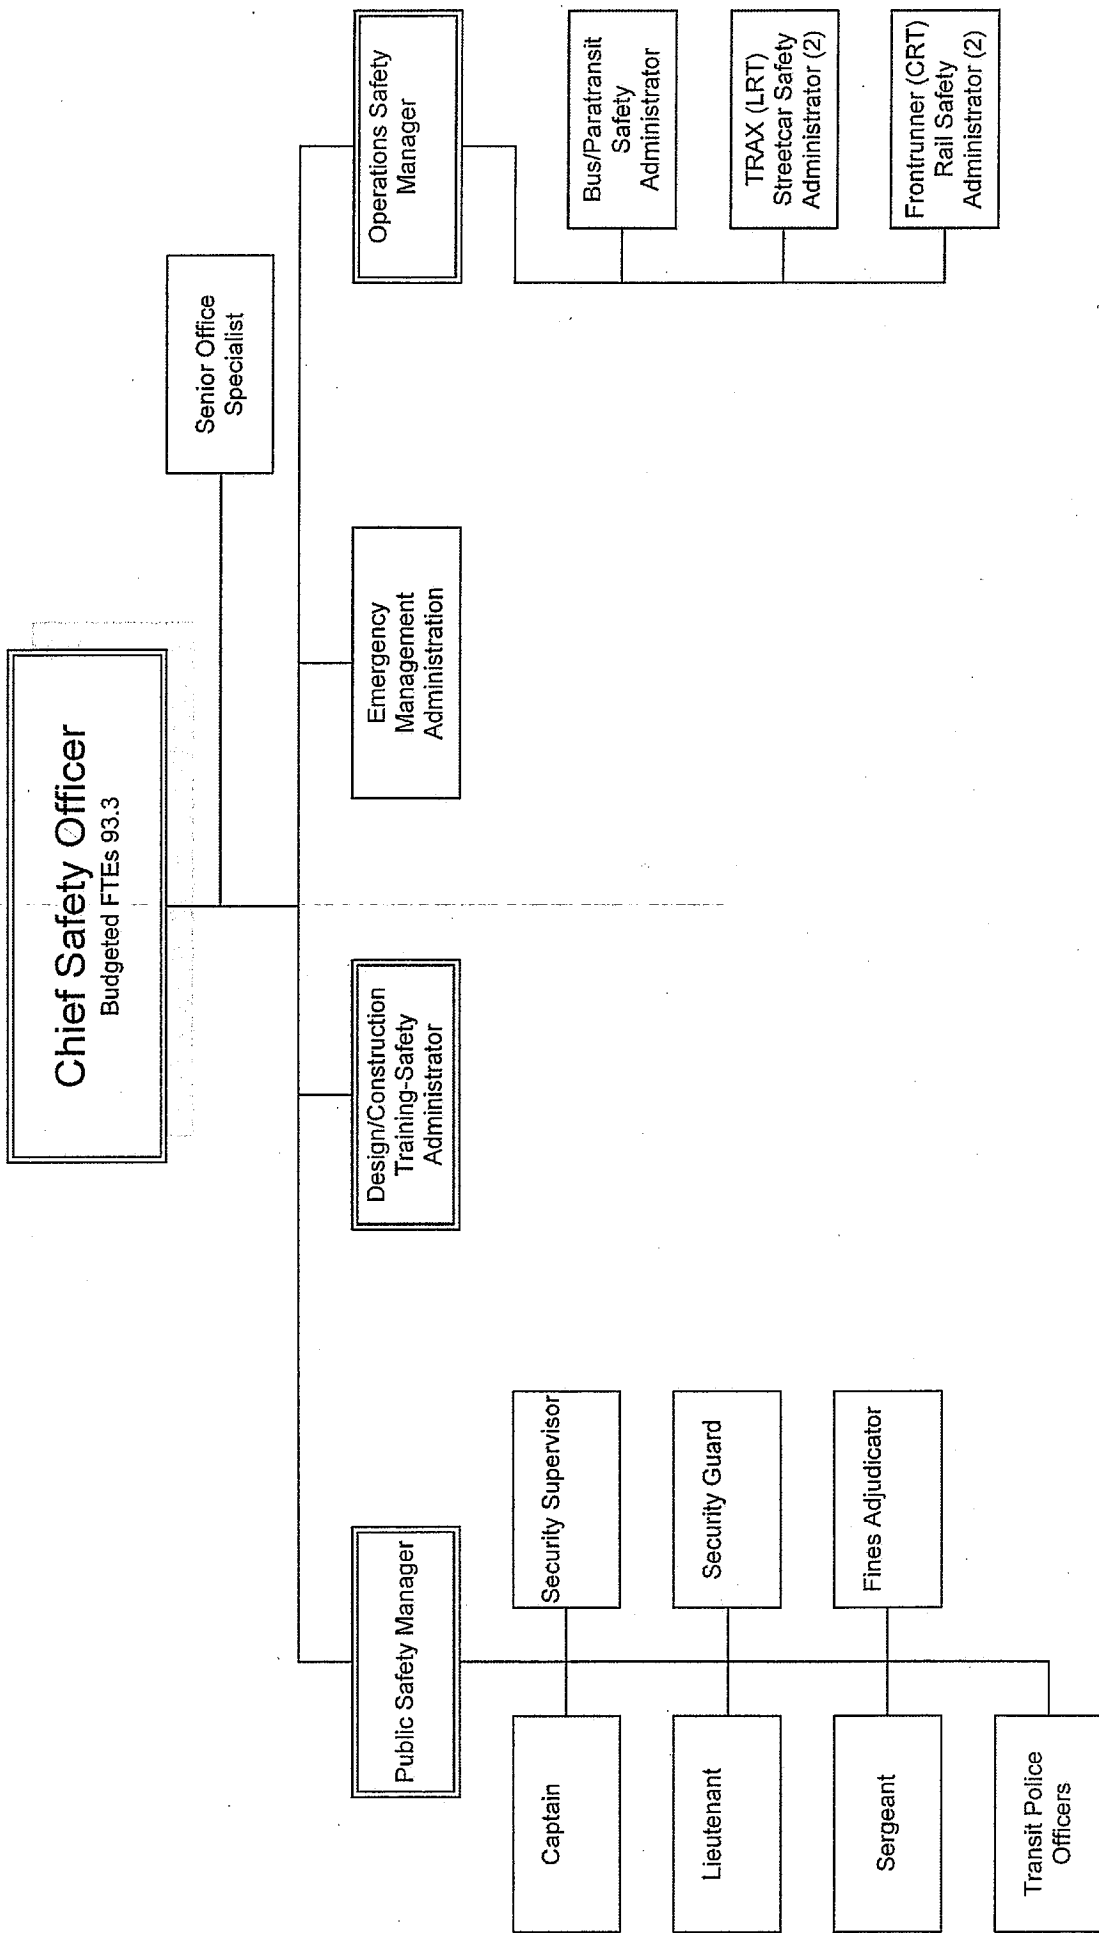 Chief Safety Officer
Budgeted FTEs 93.3
Senior Office
Specialist
Public Safety Manager
Design/Construction
Training-Safety
Administrator
Emergency
Management
Administration
Operations Safety
Manager
Captain
Security Supervisor
Lieutenant
Security Guard
Sergeant
Fines Adjudicator
Transit Police
Officers
Bus/Paratransit
Safety
Administrator
TRAX (LRT)
Streetcar Safety
Administrator (2)
Frontrunner (CRT)
Rail Safety
Administrator (2)